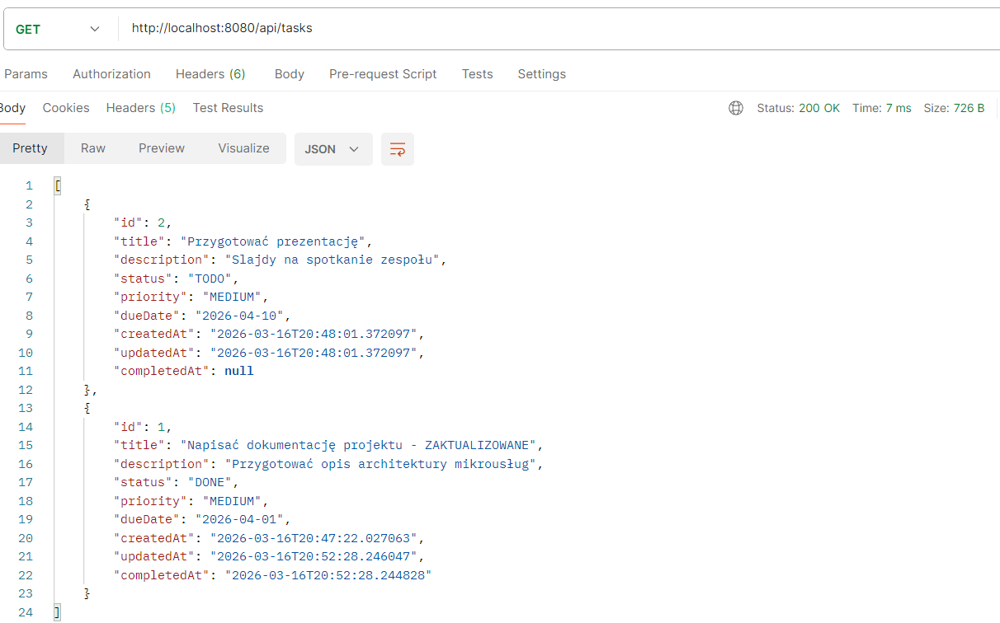 GET http://localhost:8080/api/tasks
Params Authorization Headers (6) Body Pre-request Script Tests Settings
Body Cookies Headers (5) Test Results Status: 200 OK Time: 7 ms Size: 726 B
Pretty Raw Preview Visualize JSON
1 [
2 {
3 "id": 2,
4 "title": "Przygotować prezentację",
5 "description": "Slajdy na spotkanie zespołu",
6 "status": "TODO",
7 "priority": "MEDIUM",
8 "dueDate": "2026-04-10",
9 "createdAt": "2026-03-16T20:48:01.372097",
10 "updatedAt": "2026-03-16T20:48:01.372097",
11 "completedAt": null
12 },
13 {
14 "id": 1,
15 "title": "Napisać dokumentację projektu - ZAKTUALIZOWANE",
16 "description": "Przygotować opis architektury mikrousług",
17 "status": "DONE",
18 "priority": "MEDIUM",
19 "dueDate": "2026-04-01",
20 "createdAt": "2026-03-16T20:47:22.027063",
21 "updatedAt": "2026-03-16T20:52:28.246047",
22 "completedAt": "2026-03-16T20:52:28.244828"
23 }
24 ]